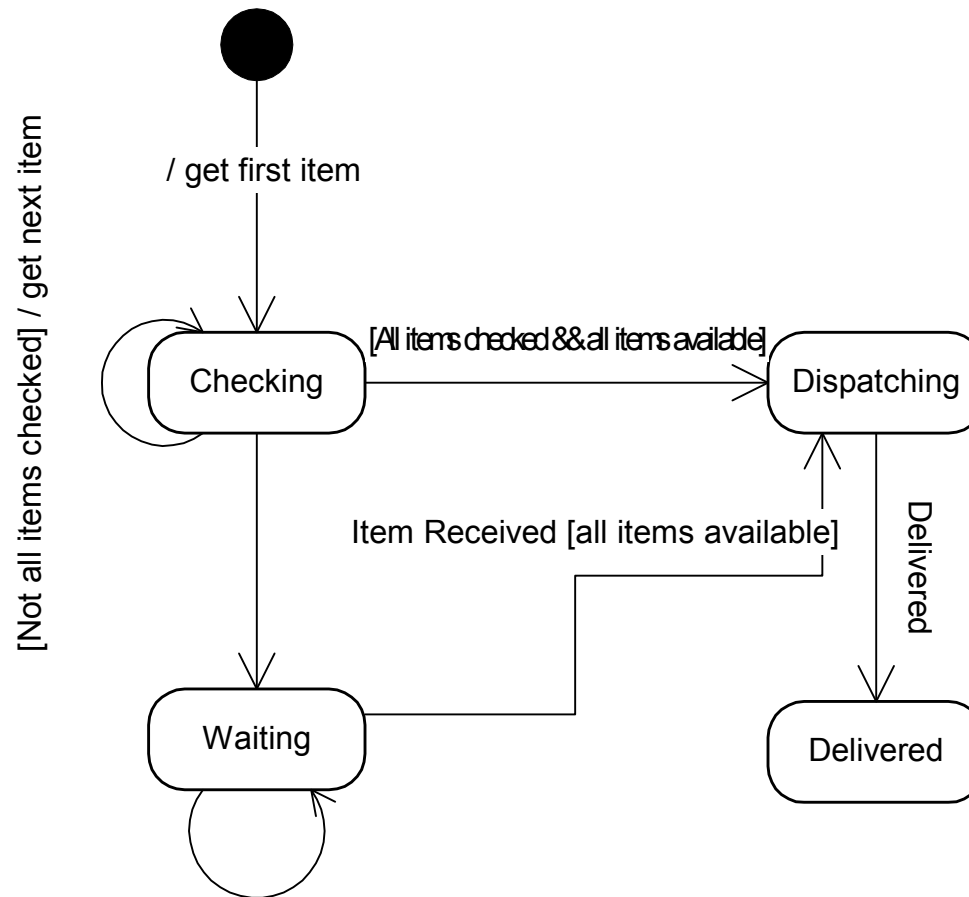 / get first item
[Not all items checked] / get next item
[All items checked && all items available]
Checking
Dispatching
Item Received [all items available]
Delivered
Waiting
Delivered